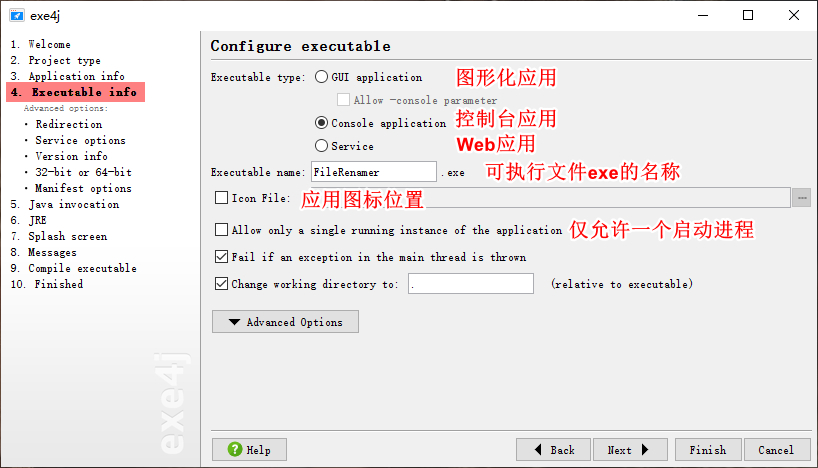 exe4j
1. Welcome
2. Project type
3. Application info
4. Executable info
Advanced options:
· Redirection
· Service options
· Version info
· 32-bit or 64-bit
· Manifest options
5. Java invocation
6. JRE
7. Splash screen
8. Messages
9. Compile executable
10. Finished
exe4j
Configure executable
Executable type: GUI application 图形化应用
Allow -console parameter
Console application 控制台应用
Service Web应用
Executable name: FileRenamer .exe 可执行文件exe的名称
Icon File: 应用图标位置 ...
Allow only a single running instance of the application 仅允许一个启动进程
Fail if an exception in the main thread is thrown
Change working directory to: . (relative to executable)
Advanced Options
Help Back Next Finish Cancel